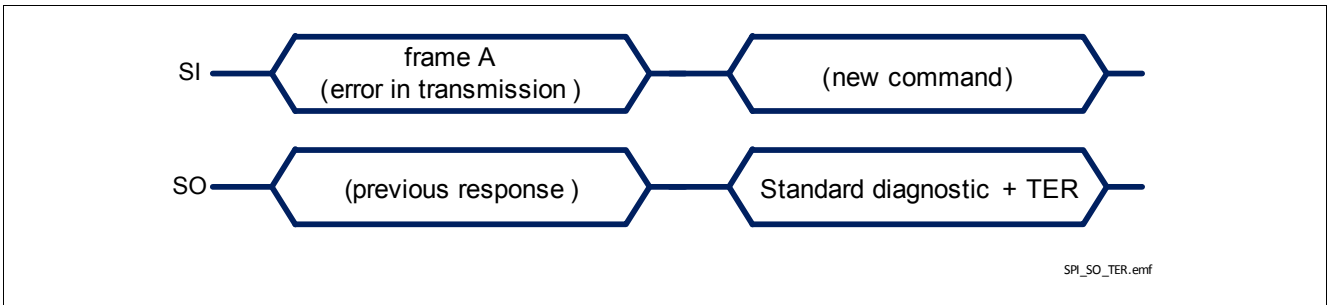 SI
frame A
(error in transmission )
(new command)
SO
(previous response )
Standard diagnostic + TER
SPI_SO_TER.emf